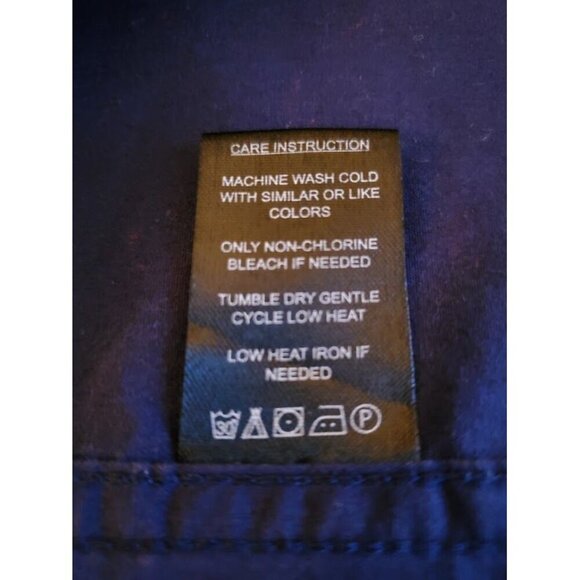 CARE INSTRUCTION
MACHINE WASH COLD
WITH SIMILAR OR LIKE
COLORS
ONLY NON-CHLORINE
BLEACH IF NEEDED
TUMBLE DRY GENTLE
CYCLE LOW HEAT
LOW HEAT IRON IF
NEEDED
30 P